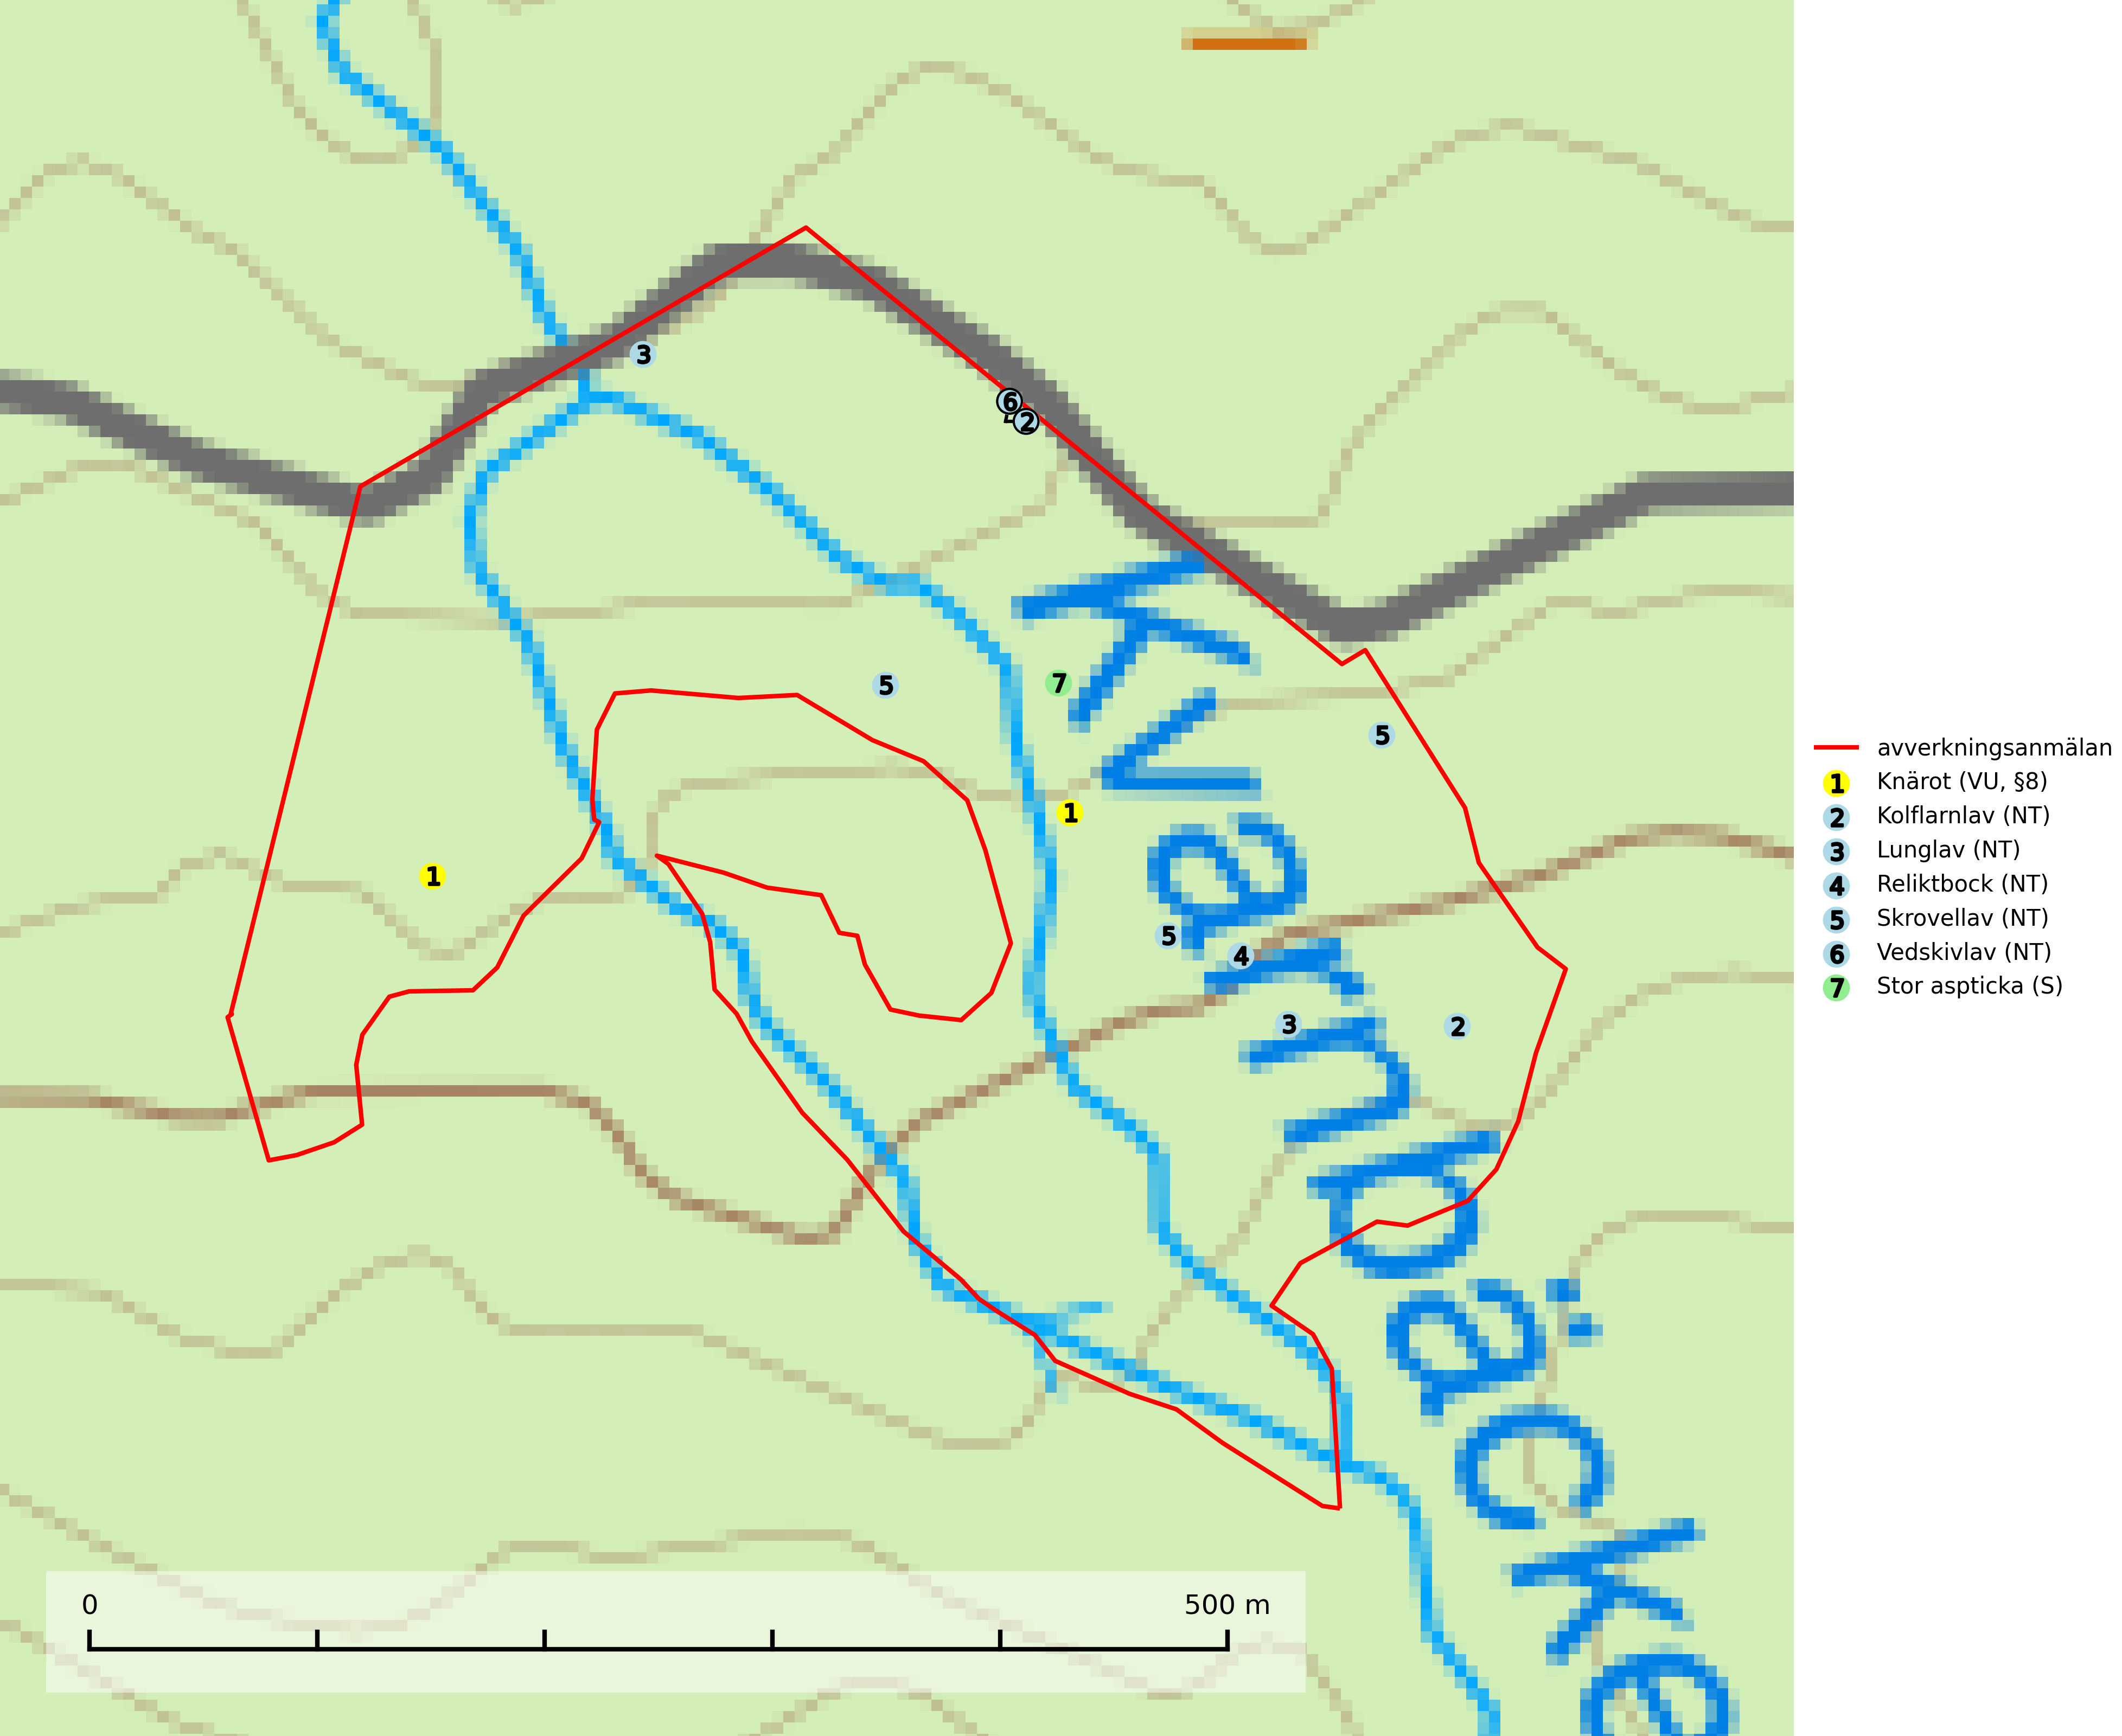 3
6
2
5
7
5
1
1
5
4
3
2
Kvarnbäcke
0 500 m
avverkningsanmälan
1 Knärot (VU, §8)
2 Kolflarnlav (NT)
3 Lunglav (NT)
4 Reliktbock (NT)
5 Skrovellav (NT)
6 Vedskivlav (NT)
7 Stor aspticka (S)